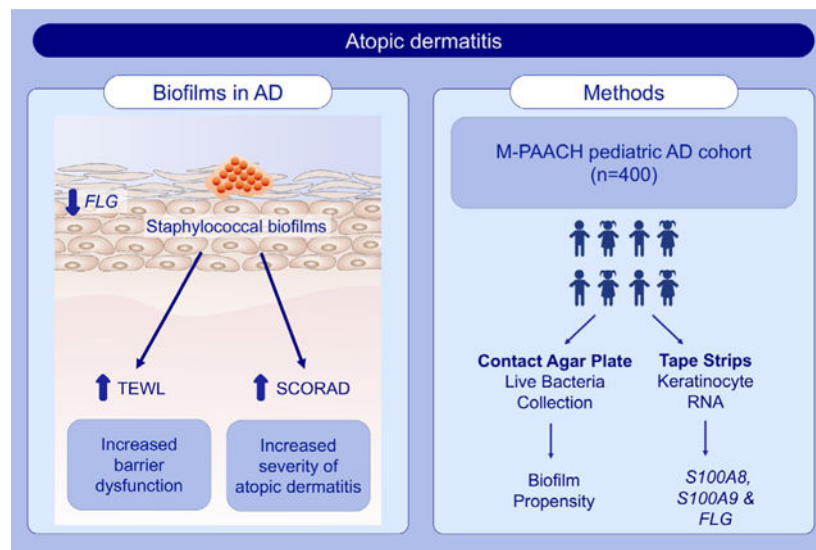 Atopic dermatitis
Biofilms in AD
FLG
Staphylococcal biofilms
TEWL
SCORAD
Increased
barrier
dysfunction
Increased
severity of
atopic dermatitis
Methods
M-PAACH pediatric AD cohort
(n=400)
Contact Agar Plate
Live Bacteria
Collection
Biofilm
Propensity
Tape Strips
Keratinocyte
RNA
S100A8,
S100A9 &
FLG